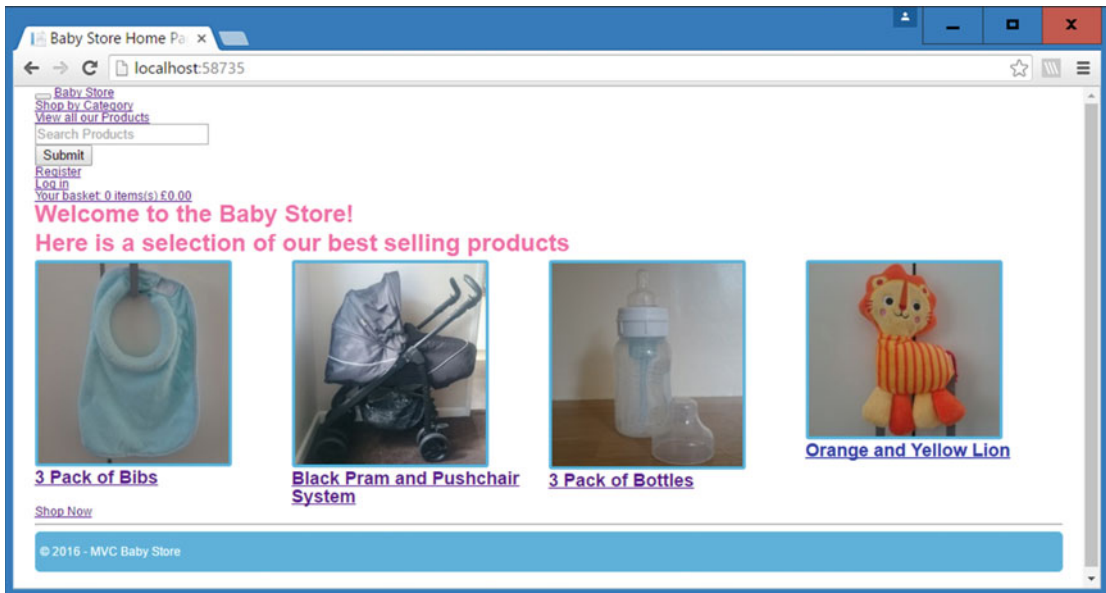 Baby Store Home Pa
localhost:58735
Baby Store
Shop by Category
View all our Products
Search Products
Submit
Register
Log in
Your basket: 0 items(s) £0.00
Welcome to the Baby Store!
Here is a selection of our best selling products
3 Pack of Bibs
Black Pram and Pushchair
System
3 Pack of Bottles
Orange and Yellow Lion
Shop Now
© 2016 - MVC Baby Store